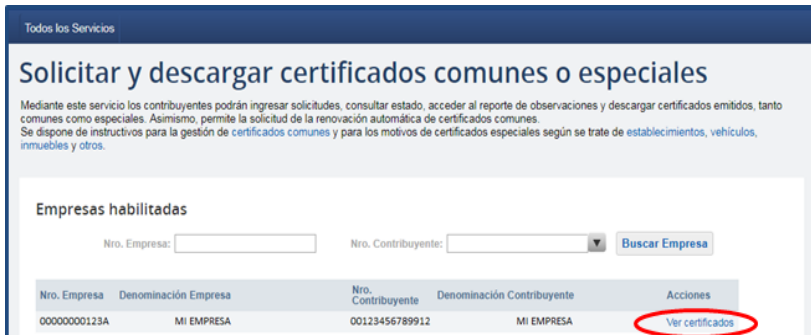 Todos los Servicios
Solicitar y descargar certificados comunes o especiales
Mediante este servicio los contribuyentes podrán ingresar solicitudes, consultar estado, acceder al reporte de observaciones y descargar certificados emitidos, tanto
comunes como especiales. Asimismo, permite la solicitud de la renovación automática de certificados comunes.
Se dispone de instructivos para la gestión de certificados comunes y para los motivos de certificados especiales según se trate de establecimientos, vehículos,
inmuebles y otros.
Empresas habilitadas
Nro. Empresa: Nro. Contribuyente: Buscar Empresa
Nro. Empresa Denominación Empresa Nro. Contribuyente Denominación Contribuyente Acciones
00000000123A MI EMPRESA 00123456789912 MI EMPRESA Ver certificados